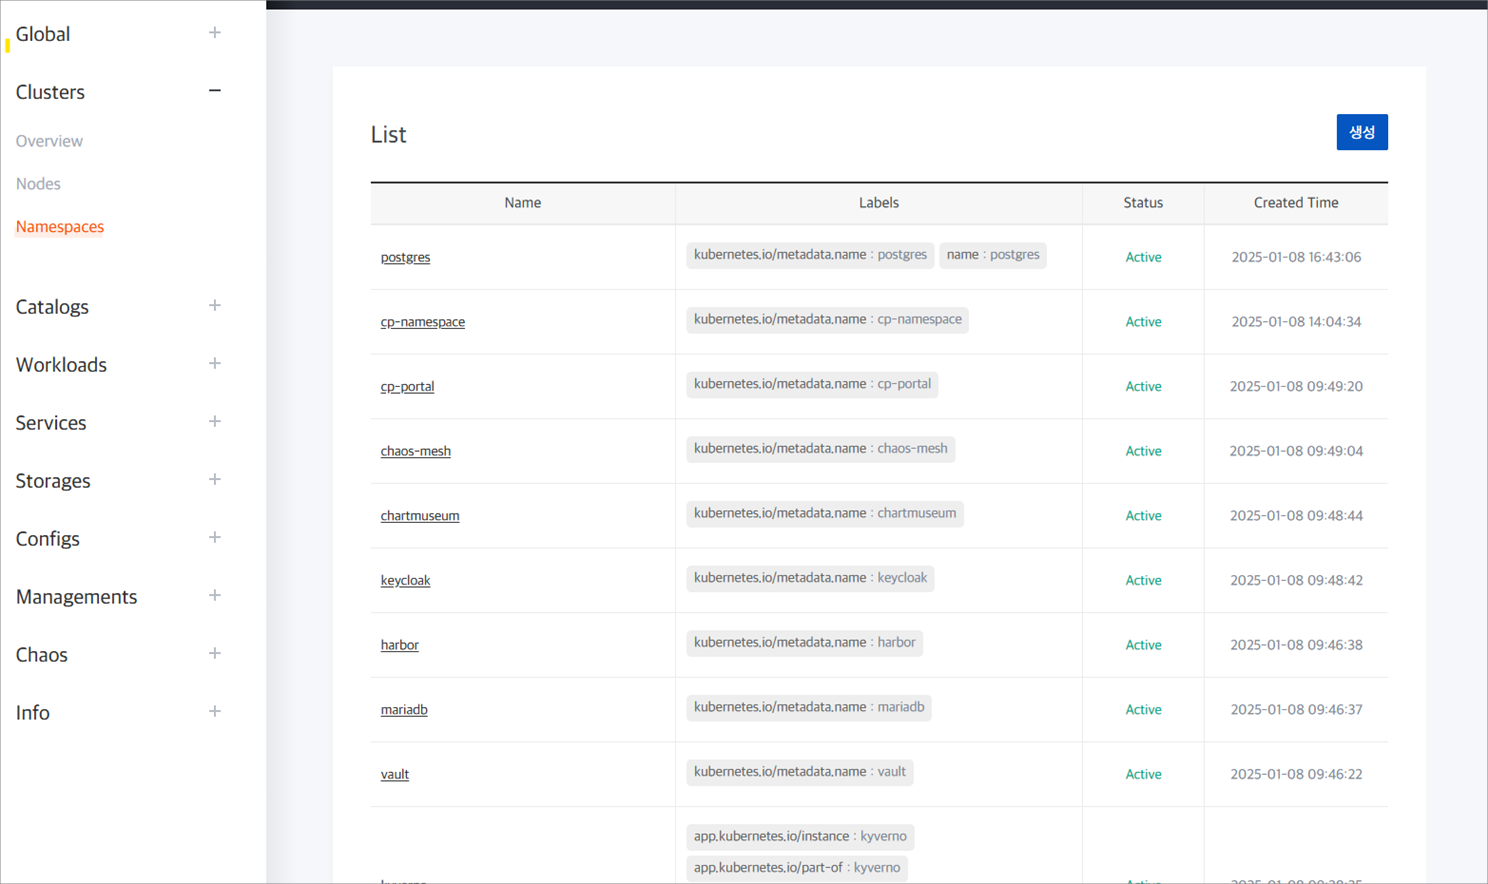 Global
Clusters
Overview
Nodes
Namespaces
Catalogs
Workloads
Services
Storages
Configs
Managements
Chaos
Info
List
생성
Name Labels Status Created Time
postgres kubernetes.io/metadata.name : postgres name : postgres Active 2025-01-08 16:43:06
cp-namespace kubernetes.io/metadata.name : cp-namespace Active 2025-01-08 14:04:34
cp-portal kubernetes.io/metadata.name : cp-portal Active 2025-01-08 09:49:20
chaos-mesh kubernetes.io/metadata.name : chaos-mesh Active 2025-01-08 09:49:04
chartmuseum kubernetes.io/metadata.name : chartmuseum Active 2025-01-08 09:48:44
keycloak kubernetes.io/metadata.name : keycloak Active 2025-01-08 09:48:42
harbor kubernetes.io/metadata.name : harbor Active 2025-01-08 09:46:38
mariadb kubernetes.io/metadata.name : mariadb Active 2025-01-08 09:46:37
vault kubernetes.io/metadata.name : vault Active 2025-01-08 09:46:22
app.kubernetes.io/instance : kyverno
app.kubernetes.io/part-of : kyverno